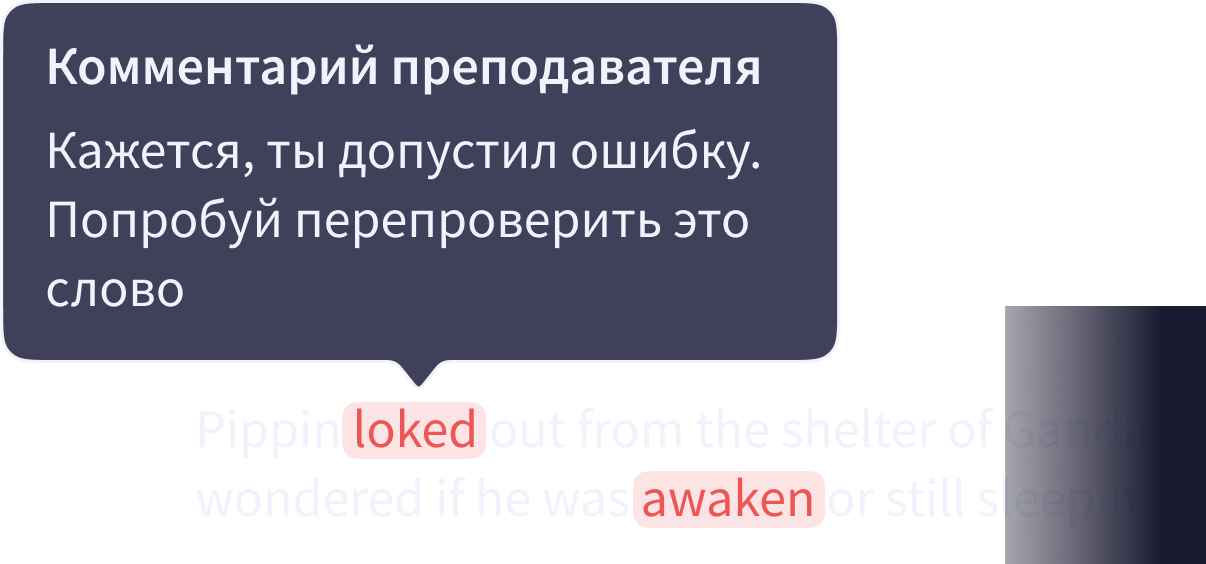 Комментарий преподавателя
Кажется, ты допустил ошибку.
Попробуй перепроверить это
слово
Pippin loked out from the shelter of
wondered if he was awaken or still